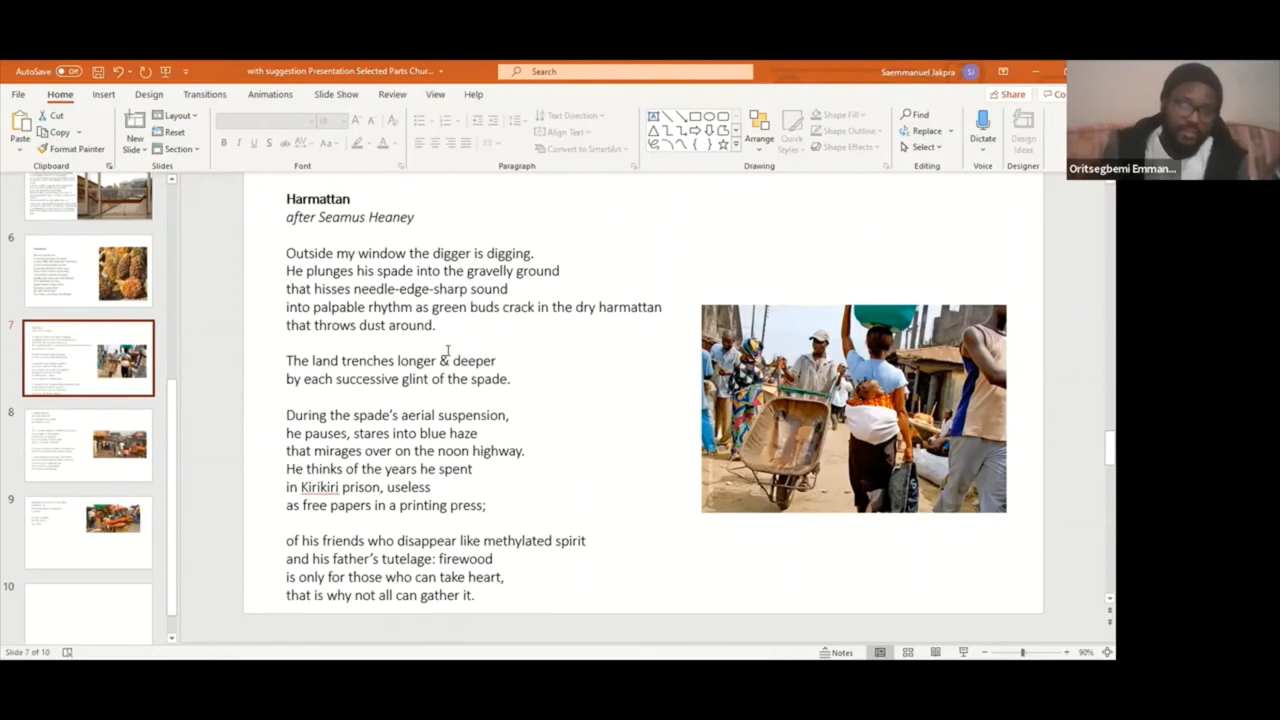 AutoSave Off
with suggestion Presentation Selected Parts Chur...
Search
Saemmanuel Jakpra
SJ
File Home Insert Design Transitions Animations Slide Show Review View Help
Share
Co
Paste
Cut
Copy
Format Painter
Clipboard
New
Slide
Layout
Reset
Section
Slides
B I U S ab AV Aa A
Font
Text Direction
Align Text
Convert to SmartArt
Paragraph
Arrange
Quick
Styles
Shape Fill
Shape Outline
Shape Effects
Drawing
Find
Replace
Select
Editing
Dictate
Voice
Design
Ideas
Designer
Oritsegbemi Emman...
6
7
8
9
10
Harmattan
after Seamus Heaney
Outside my window the digger is digging.
He plunges his spade into the gravelly ground
that hisses needle-edge-sharp sound
into palpable rhythm as green buds crack in the dry harmattan
that throws dust around.
The land trenches longer & deeper
by each successive glint of the spade.
During the spade's aerial suspension,
he pauses, stares into blue haze
that mirages over on the noon highway.
He thinks of the years he spent
in Kirikiri prison, useless
as free papers in a printing press;
of his friends who disappear like methylated spirit
and his father's tutelage: firewood
is only for those who can take heart,
that is why not all can gather it.
Slide 7 of 10
Notes
90%